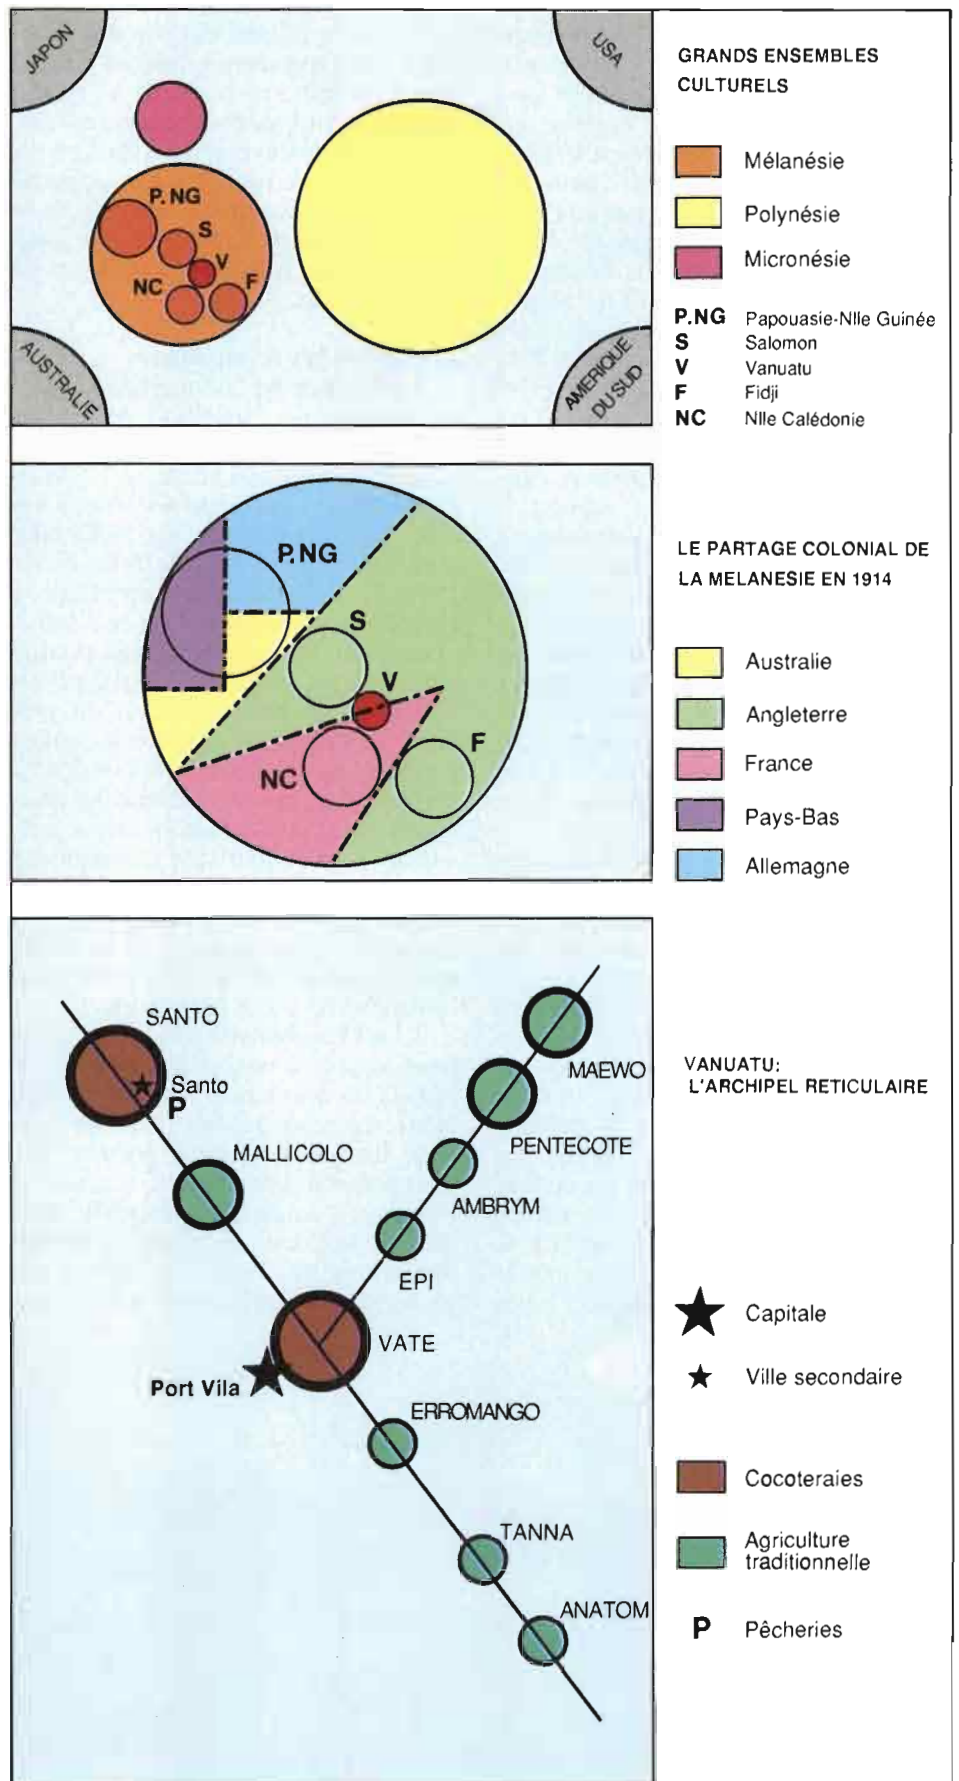 JAPON
USA
P.NG
S
V
NC
F
AUSTRALIE
AMERIQUE
DU SUD
GRANDS ENSEMBLES
CULTURELS
Mélanésie
Polynésie
Micronésie
P.NG Papouasie-Nlle Guinée
S Salomon
V Vanuatu
F Fidji
NC Nlle Calédonie
P.NG
S
V
F
NC
LE PARTAGE COLONIAL DE
LA MELANESIE EN 1914
Australie
Angleterre
France
Pays-Bas
Allemagne
SANTO
Santo
P
MALLICOLO
MAEWO
PENTECOTE
AMBRYM
EPI
VATE
Port Vila
ERROMANGO
TANNA
ANATOM
VANUATU:
L'ARCHIPEL RETICULAIRE
Capitale
Ville secondaire
Cocoteraies
Agriculture
traditionnelle
P Pêcheries